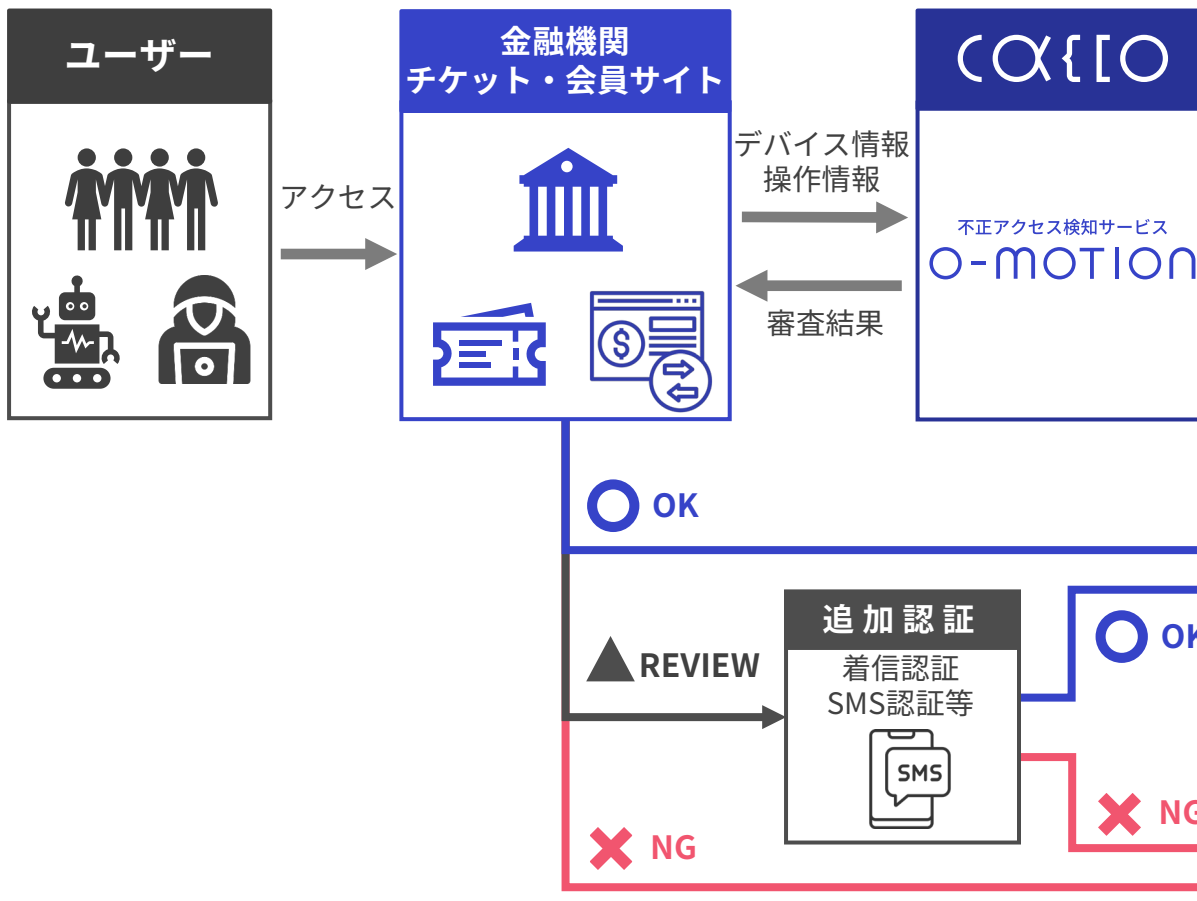 ユーザー
金融機関
チケット・会員サイト
cacco
アクセス
デバイス情報
操作情報
審査結果
不正アクセス検知サービス
O-MOTION
OK
追加認証
着信認証
SMS認証等
SMS
REVIEW
OK
NG
NG